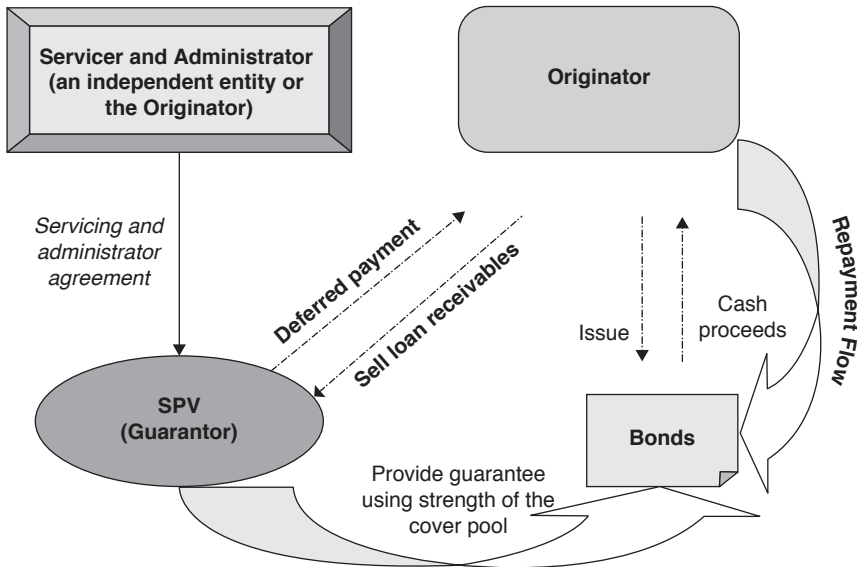 Servicer and Administrator
(an independent entity or
the Originator)
Originator
Servicing and
administrator
agreement
Deferred payment
Sell loan receivables
Issue
Cash
proceeds
Repayment Flow
SPV
(Guarantor)
Bonds
Provide guarantee
using strength of the
cover pool